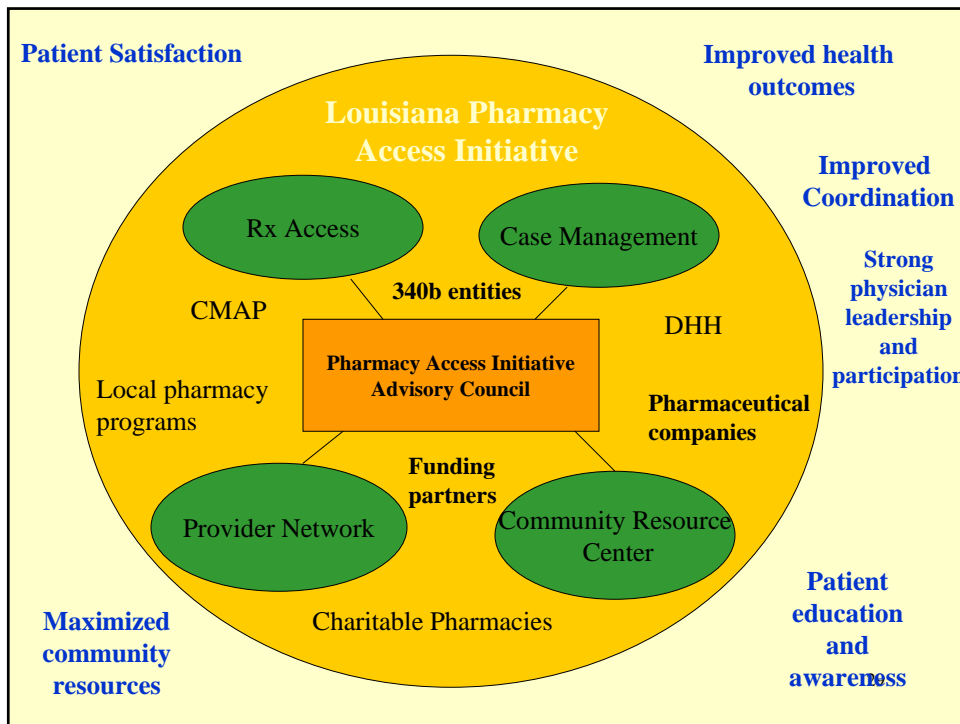 Patient Satisfaction
Improved health
outcomes
Louisiana Pharmacy
Access Initiative
Improved
Coordination
Rx Access
Case Management
Strong
physician
leadership
and
participation
340b entities
CMAP
DHH
Pharmacy Access Initiative
Advisory Council
Local pharmacy
programs
Pharmaceutical
companies
Funding
partners
Provider Network
Community Resource
Center
Charitable Pharmacies
Maximized
community
resources
Patient
education
and
awareness